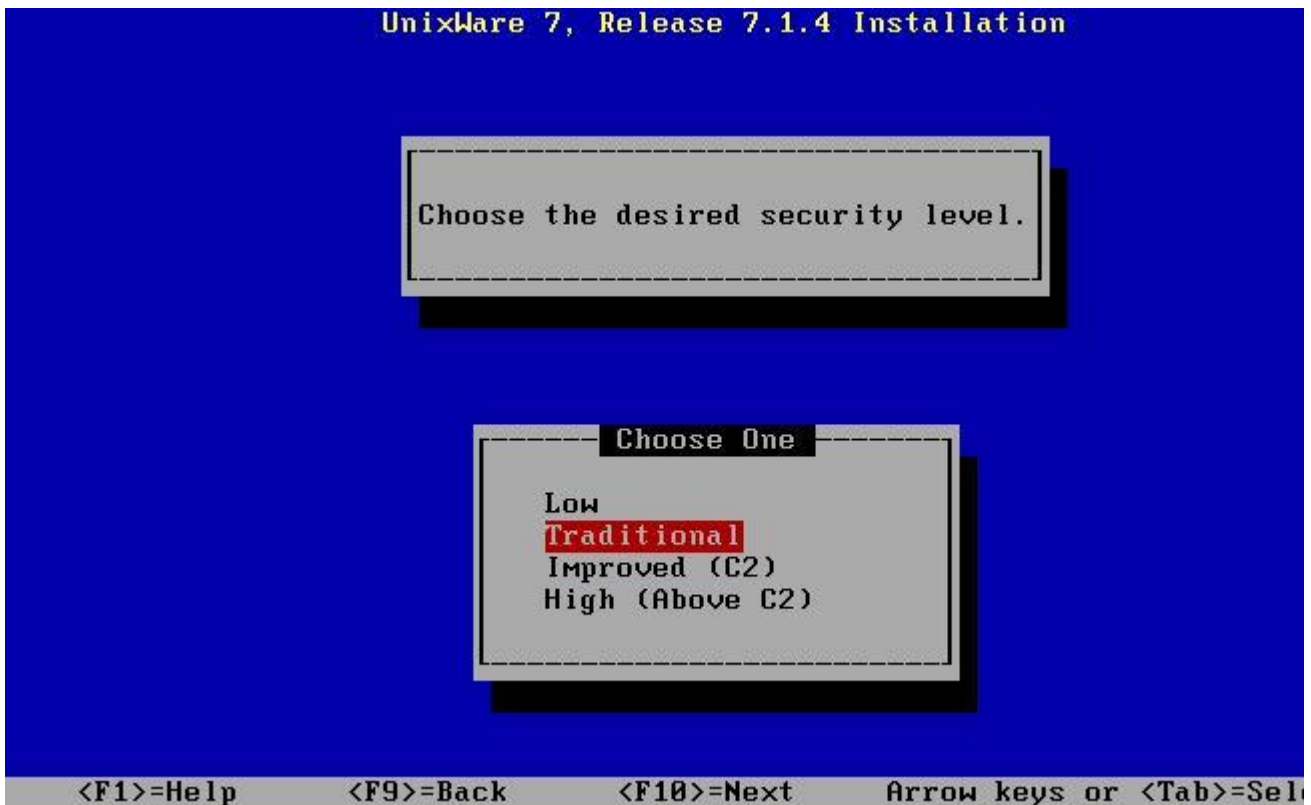 UnixWare 7, Release 7.1.4 Installation
Choose the desired security level.
Choose One
Low
Traditional
Improved (C2)
High (Above C2)
<F1>=Help <F9>=Back <F10>=Next Arrow keys or <Tab>=Sel